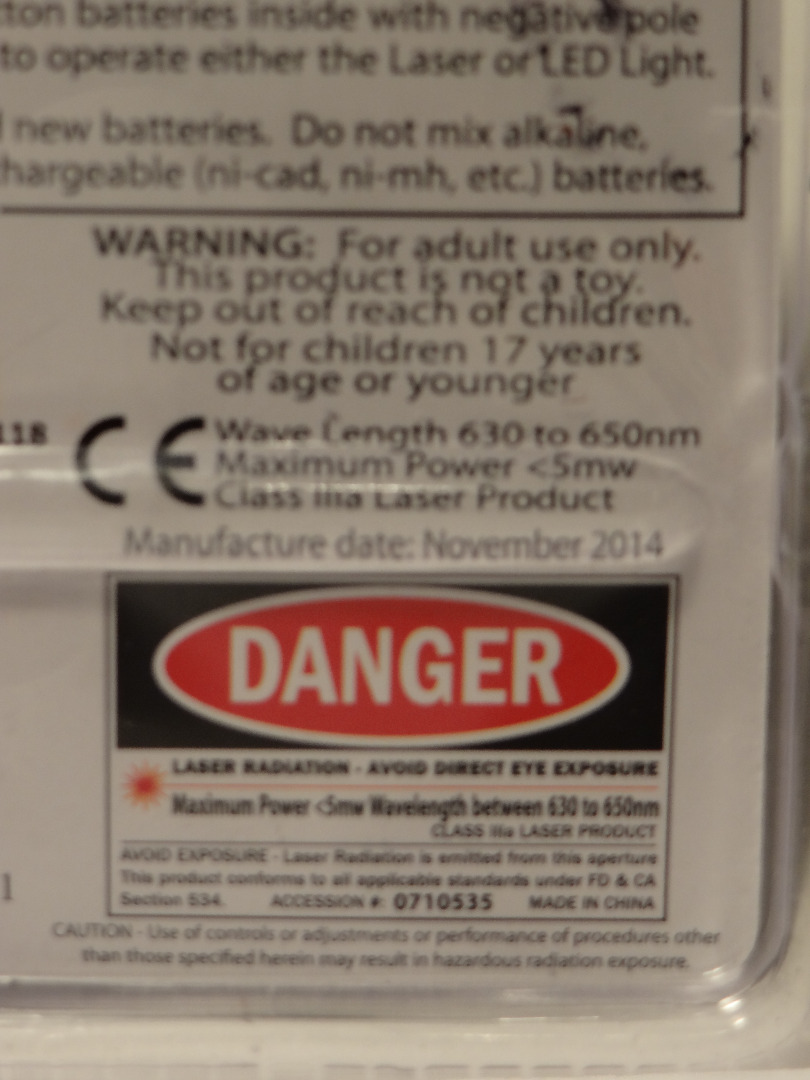 tton batteries inside with negative pole
to operate either the Laser or LED Light.
new batteries. Do not mix alkaline,
hargeable (ni-cad, ni-mh, etc.) batteries.
WARNING: For adult use only.
This product is not a toy.
Keep out of reach of children.
Not for children 17 years
of age or younger
118
CE
Wave Length 630 to 650nm
Maximum Power <5mw
Class IIIa Laser Product
Manufacture date: November 2014
DANGER
LASER RADIATION - AVOID DIRECT EYE EXPOSURE
Maximum Power <5mw Wavelength between 630 to 650nm
CLASS IIIa LASER PRODUCT
AVOID EXPOSURE - Laser Radiation is emitted from this aperture
This product conforms to all applicable standards under FD & CA
Section 534. ACCESSION #: 0710535 MADE IN CHINA
1
CAUTION - Use of controls or adjustments or performance of procedures other
than those specified herein may result in hazardous radiation exposure.